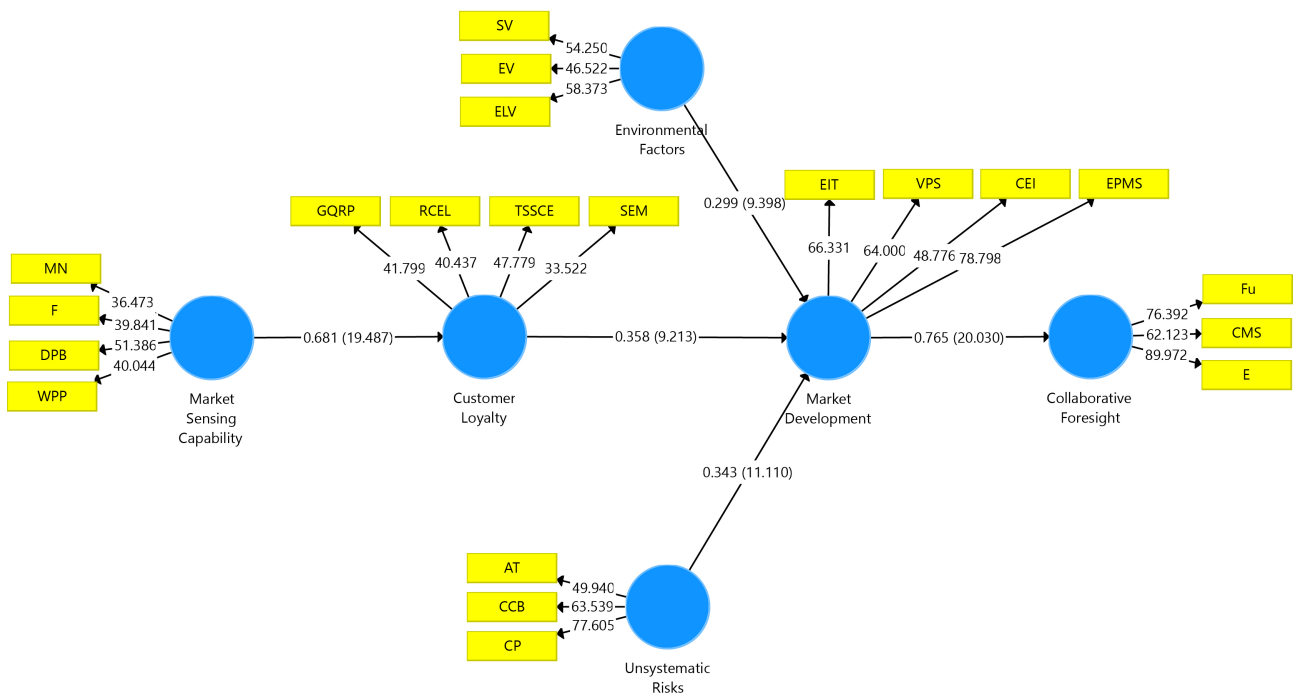 SV
54.250
EV
46.522
58.373
ELV
Environmental
Factors
EIT
VPS
CEI
EPMS
GQRP
RCEL
TSSCE
SEM
0.299 (9.398)
66.331
64.000
48.776
78.798
41.799
40.437
47.779
33.522
MN
36.473
F
39.841
51.386
DPB
40.044
WPP
0.681 (19.487)
0.358 (9.213)
0.765 (20.030)
Fu
76.392
62.123
CMS
89.972
E
Market
Sensing
Capability
Customer
Loyalty
Market
Development
Collaborative
Foresight
0.343 (11.110)
AT
49.940
CCB
63.539
77.605
CP
Unsystematic
Risks